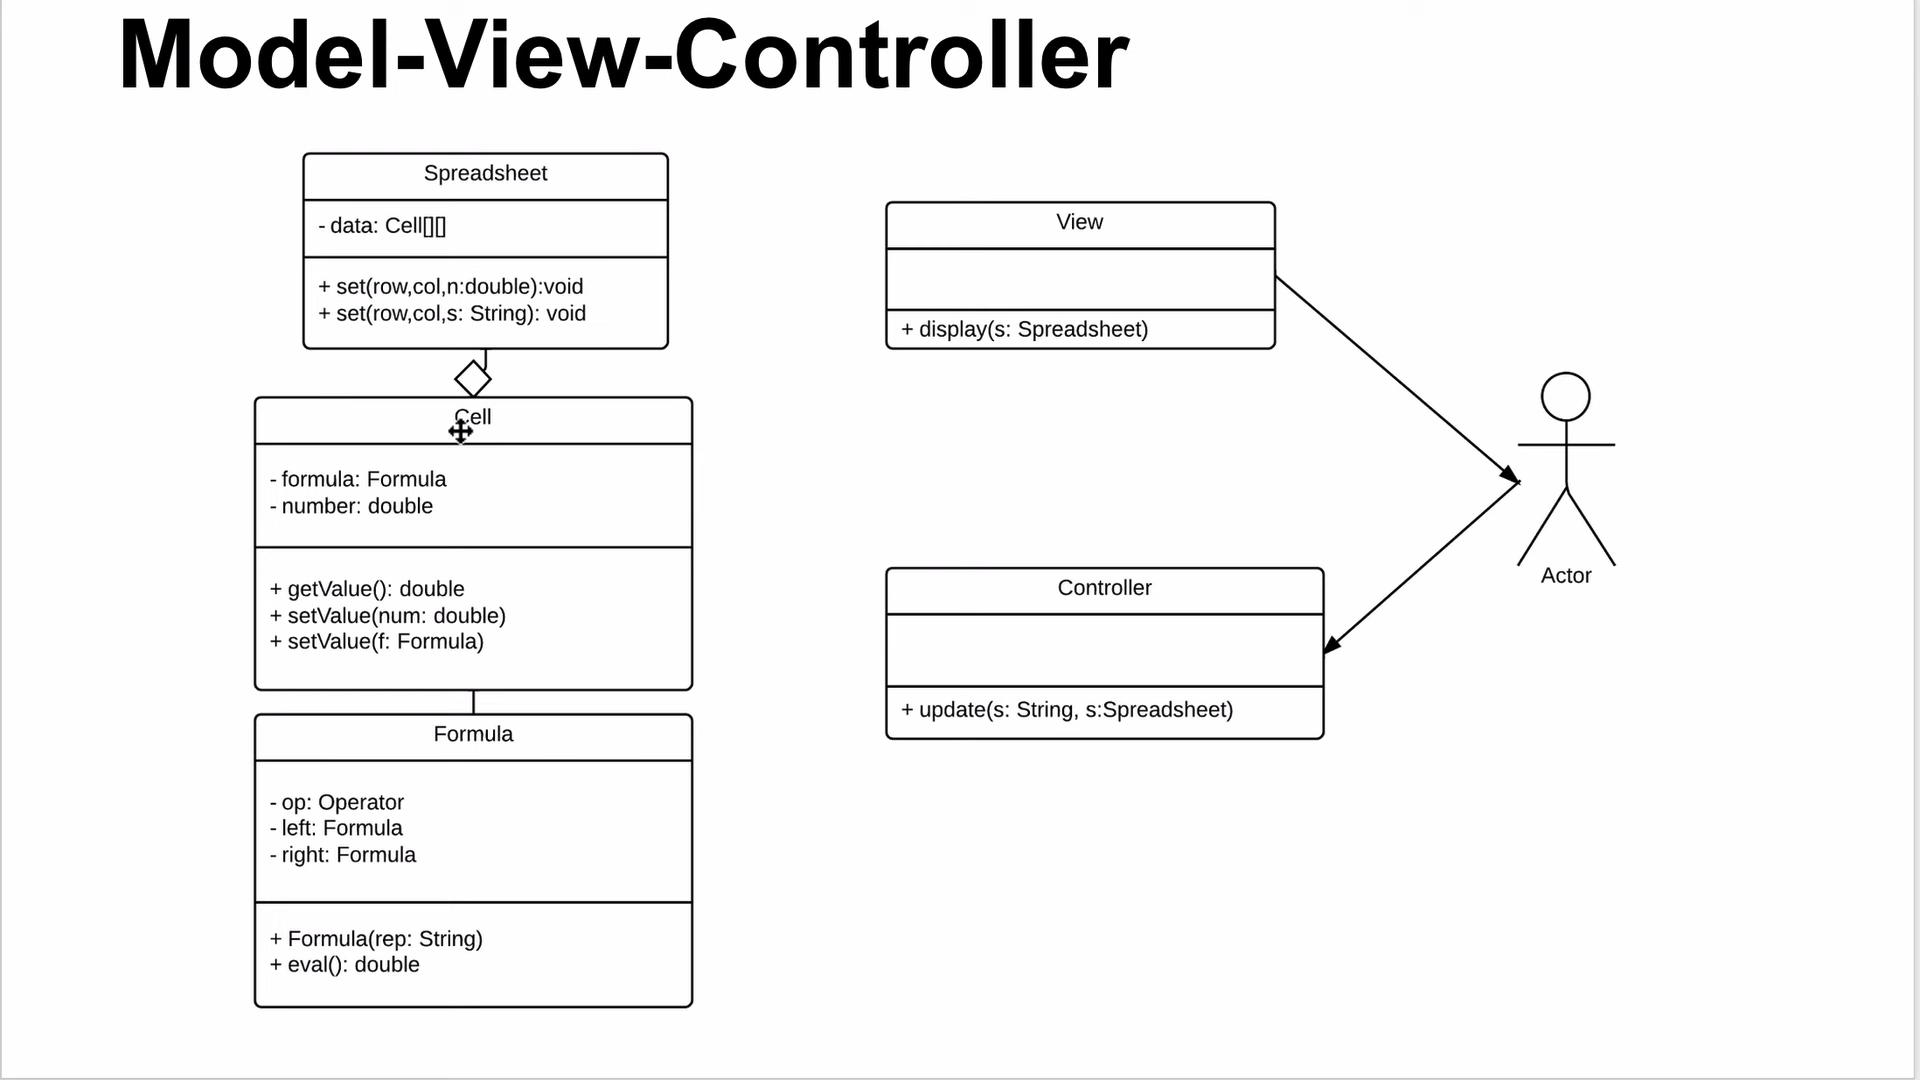 Model-View-Controller
Spreadsheet
- data: Cell[][]
+ set(row,col,n:double):void
+ set(row,col,s: String): void
Cell
- formula: Formula
- number: double
+ getValue(): double
+ setValue(num: double)
+ setValue(f: Formula)
Formula
- op: Operator
- left: Formula
- right: Formula
+ Formula(rep: String)
+ eval(): double
View
+ display(s: Spreadsheet)
Controller
+ update(s: String, s:Spreadsheet)
Actor